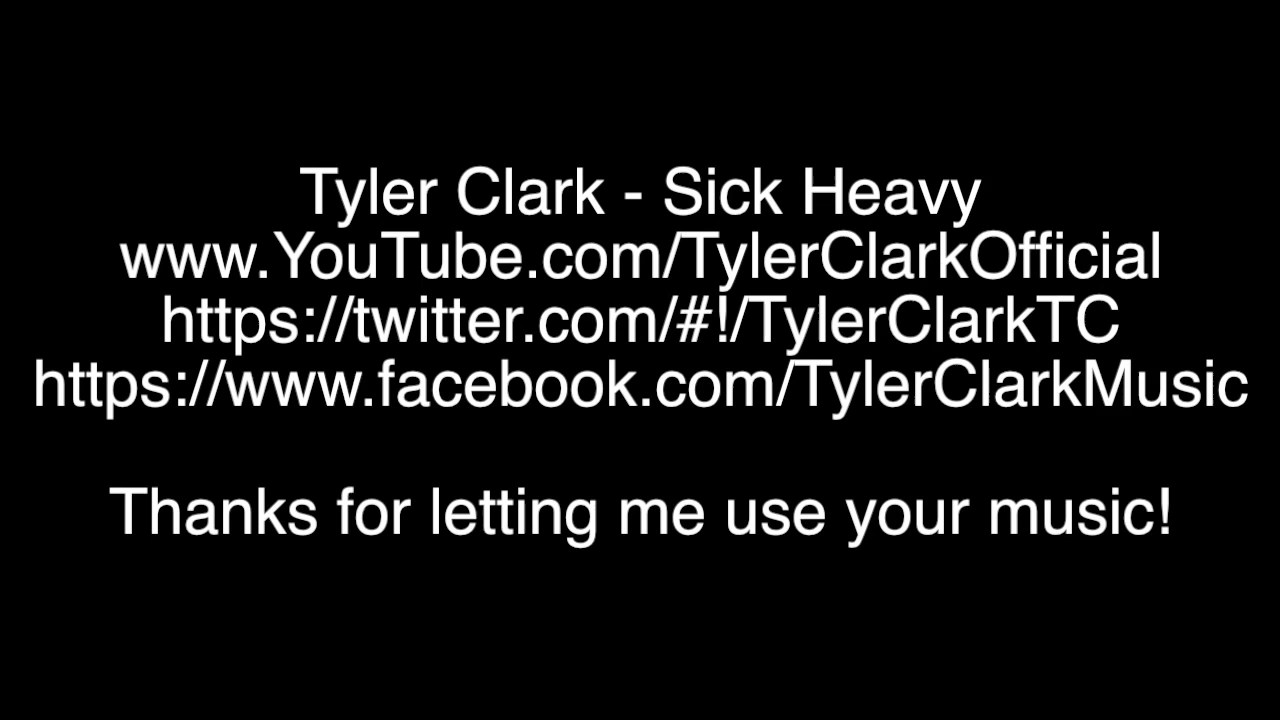 Tyler Clark - Sick Heavy
www.YouTube.com/TylerClarkOfficial
https://twitter.com/#!/TylerClarkTC
https://www.facebook.com/TylerClarkMusic
Thanks for letting me use your music!